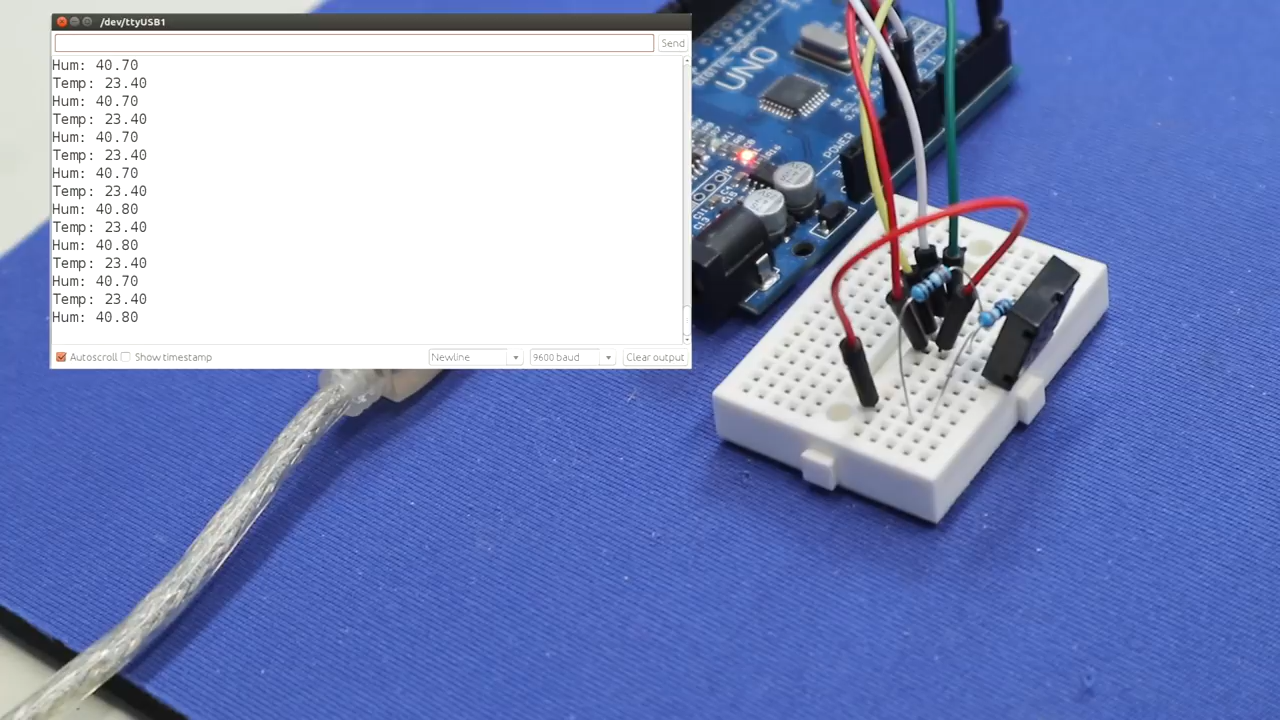 /dev/ttyUSB1
Send
Hum: 40.70
Temp: 23.40
Hum: 40.70
Temp: 23.40
Hum: 40.70
Temp: 23.40
Hum: 40.70
Temp: 23.40
Hum: 40.80
Temp: 23.40
Hum: 40.80
Temp: 23.40
Hum: 40.70
Temp: 23.40
Hum: 40.80
Autoscroll Show timestamp Newline 9600 baud Clear output
UNO
POWER